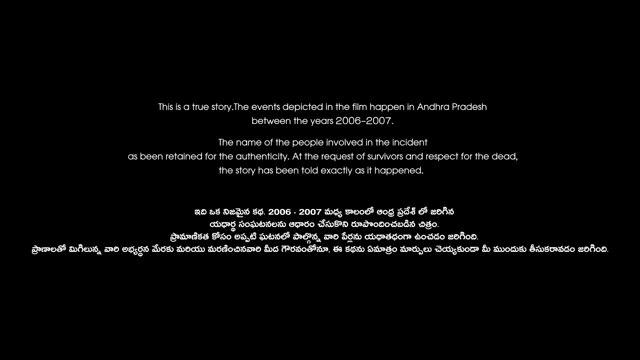 This is a true story.The events depicted in the film happen in Andhra Pradesh
between the years 2006-2007.
The name of the people involved in the incident
as been retained for the authenticity. At the request of survivors and respect for the dead,
the story has been told exactly as it happened.
ఇది ఒక నిజమైన కథ. 2006 - 2007 మధ్య కాలంలో ఆంధ్ర ప్రదేశ్ లో జరిగిన
యధార్థ సంఘటనలను ఆధారం చేసుకొని రూపొందించబడిన చిత్రం.
ప్రామాణికత కోసం అప్పటి ఘటనలో పాల్గొన్న వారి పేర్లను యధాతధంగా ఉంచడం జరిగింది.
ప్రాణాలతో మిగిలున్న వారి అభ్యర్ధన మేరకు మరియు మరణించినవారి మీద గౌరవంతోనూ, ఈ కథను ఏమాత్రం మార్పులు చెయ్యకుండా మీ ముందుకు తీసుకరావడం జరిగింది.